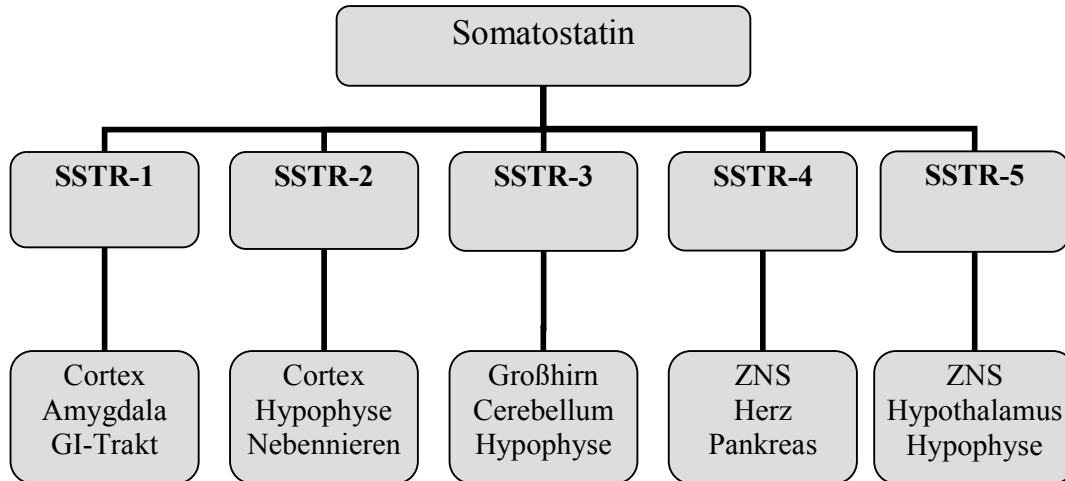 Somatostatin
SSTR-1
SSTR-2
SSTR-3
SSTR-4
SSTR-5
Cortex
Amygdala
GI-Trakt
Cortex
Hypophyse
Nebennieren
Großhirn
Cerebellum
Hypophyse
ZNS
Herz
Pankreas
ZNS
Hypothalamus
Hypophyse